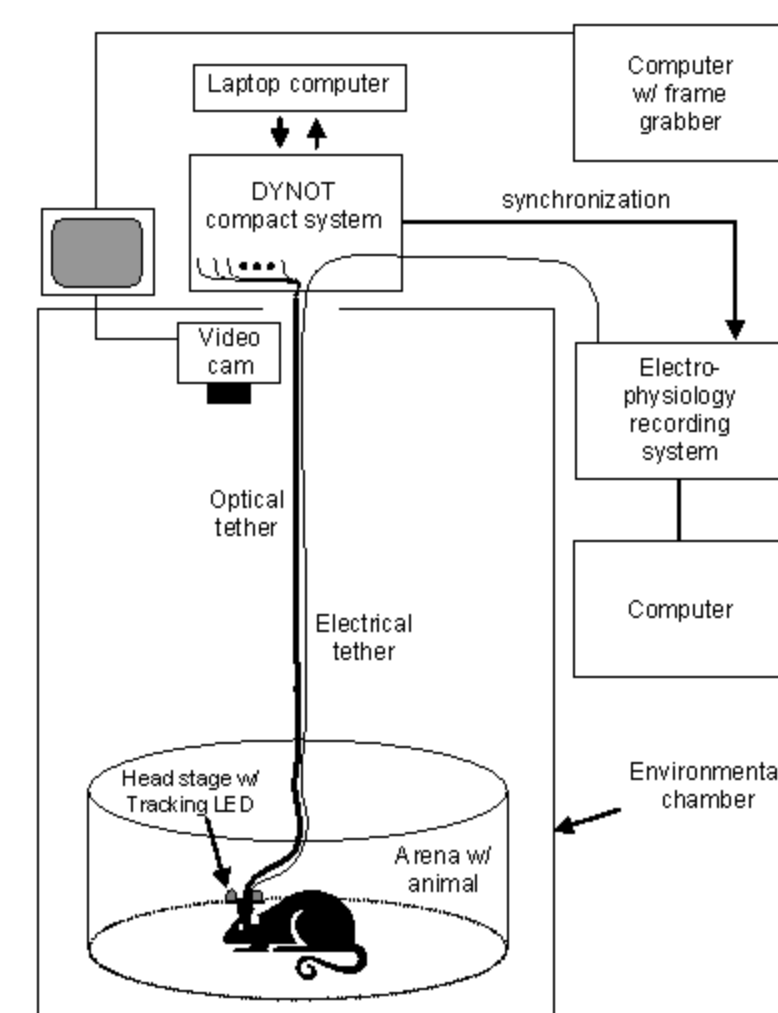 Computer
w/ frame
grabber
Laptop computer
DYNOT
compact system
synchronization
Video
cam
Electro-
physiology
recording
system
Optical
tether
Computer
Electrical
tether
Head stage w/
Tracking LED
Environmenta
chamber
Arena w/
animal